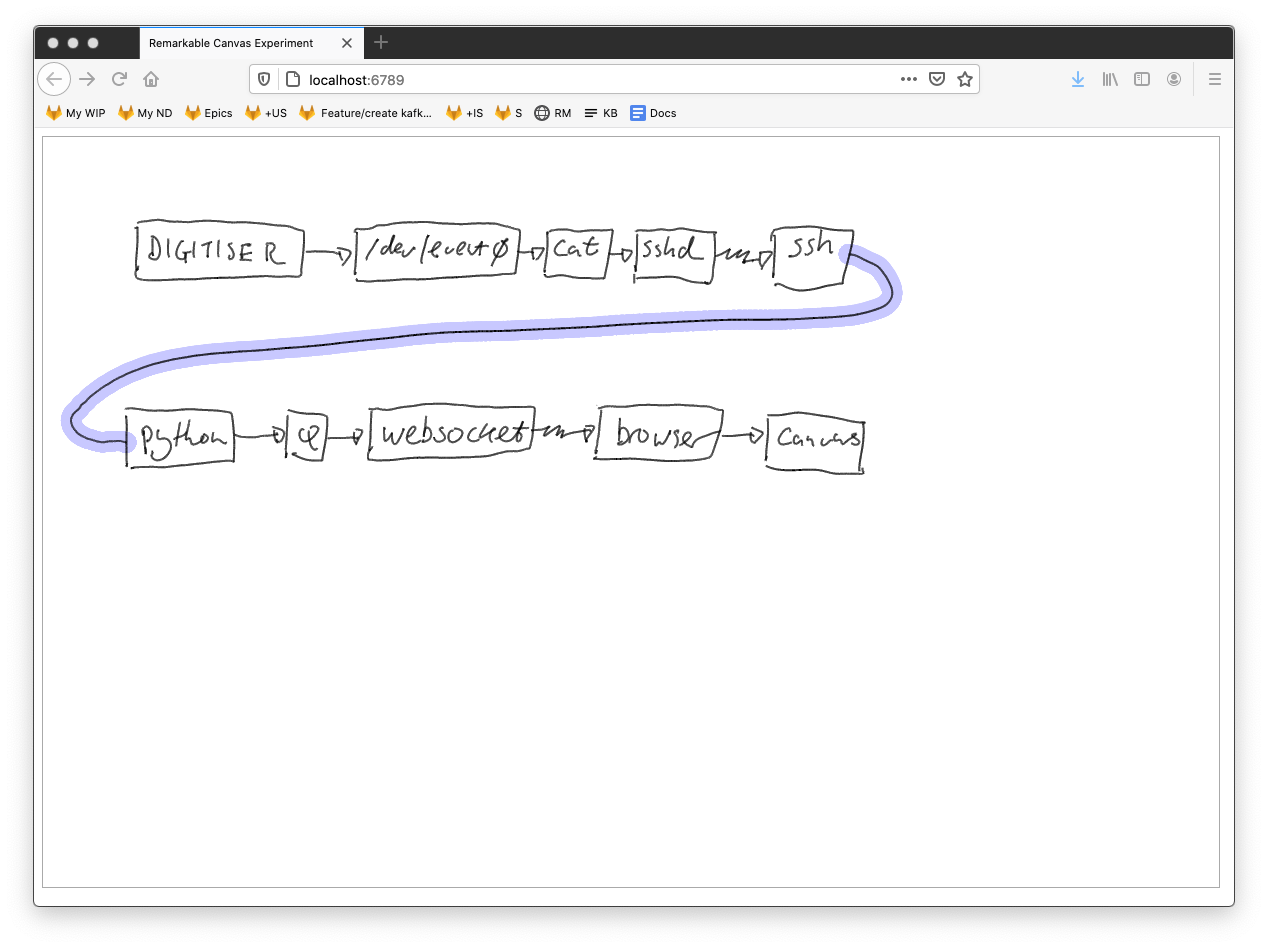 Remarkable Canvas Experiment
localhost:6789
My WIP My ND Epics +US Feature/create kafk... +IS S RM KB Docs
DIGITISER /dev/event0 cat sshd ssh
python φ websocket browser canvas